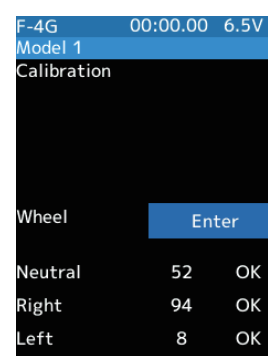 F-4G 00:00.00 6.5V
Model 1
Calibration
Wheel Enter
Neutral 52 OK
Right 94 OK
Left 8 OK